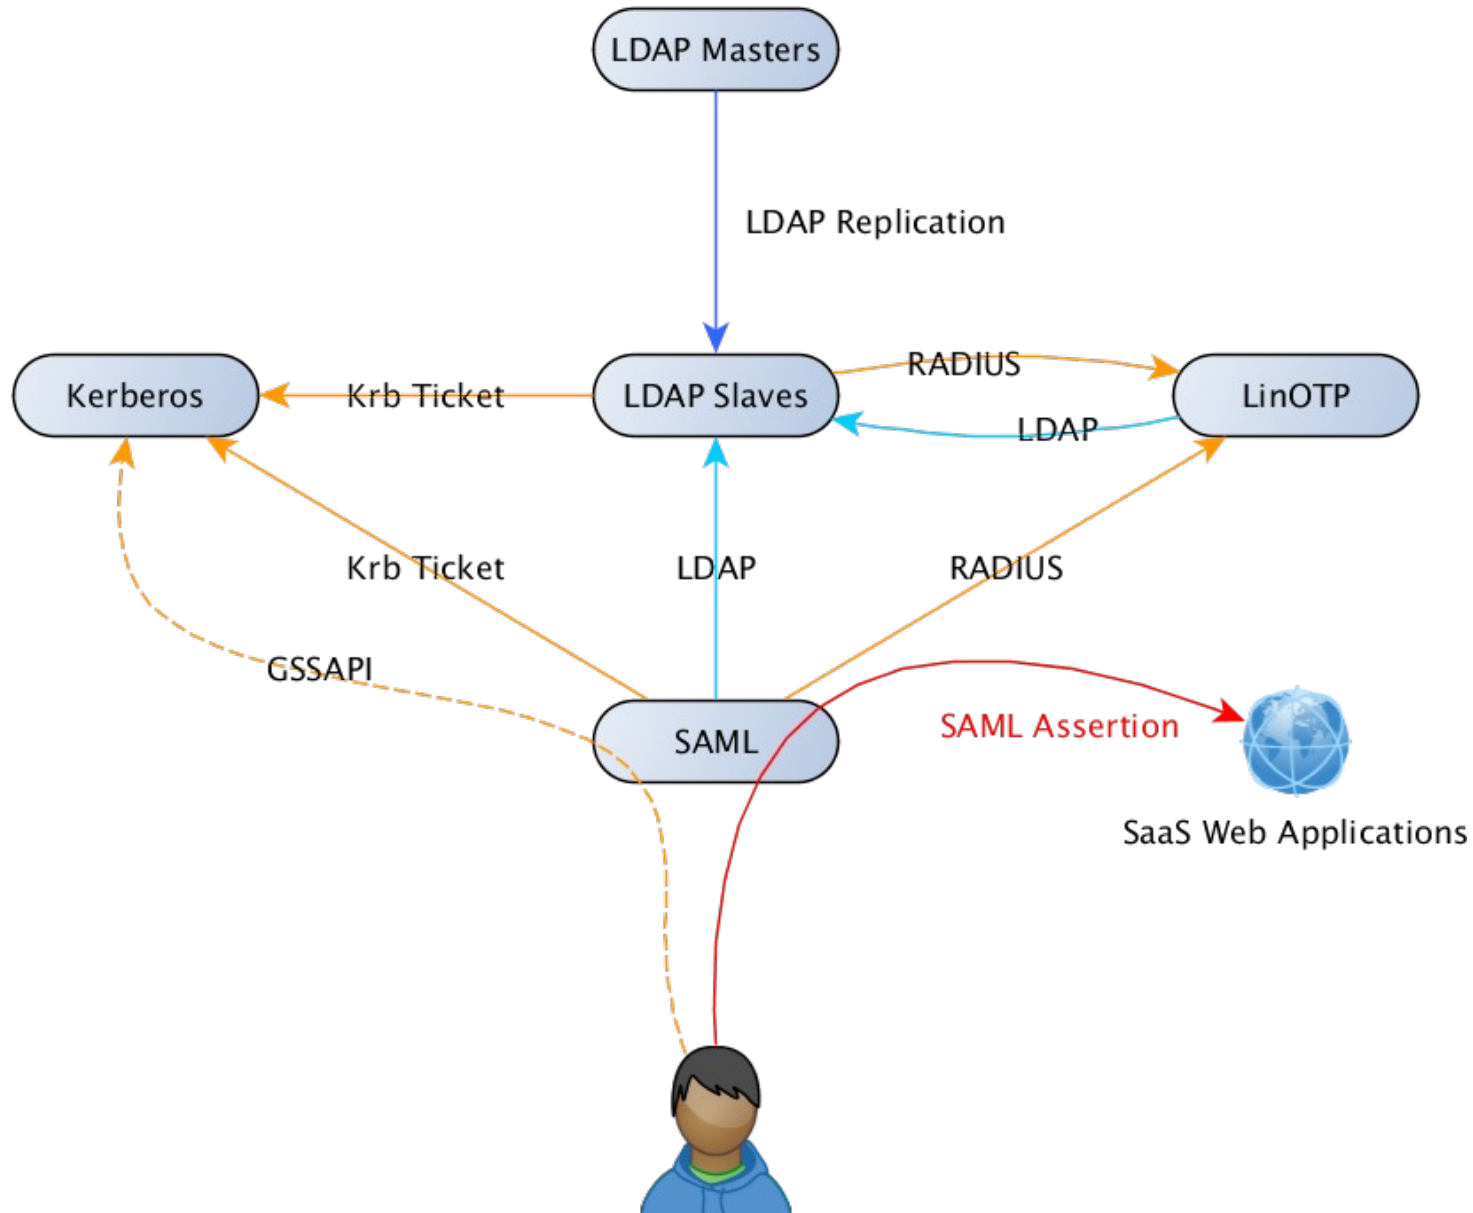 LDAP Masters
LDAP Replication
RADIUS
Kerberos
Krb Ticket
LDAP Slaves
LinOTP
LDAP
Krb Ticket
LDAP
RADIUS
GSSAPI
SAML
SAML Assertion
SaaS Web Applications